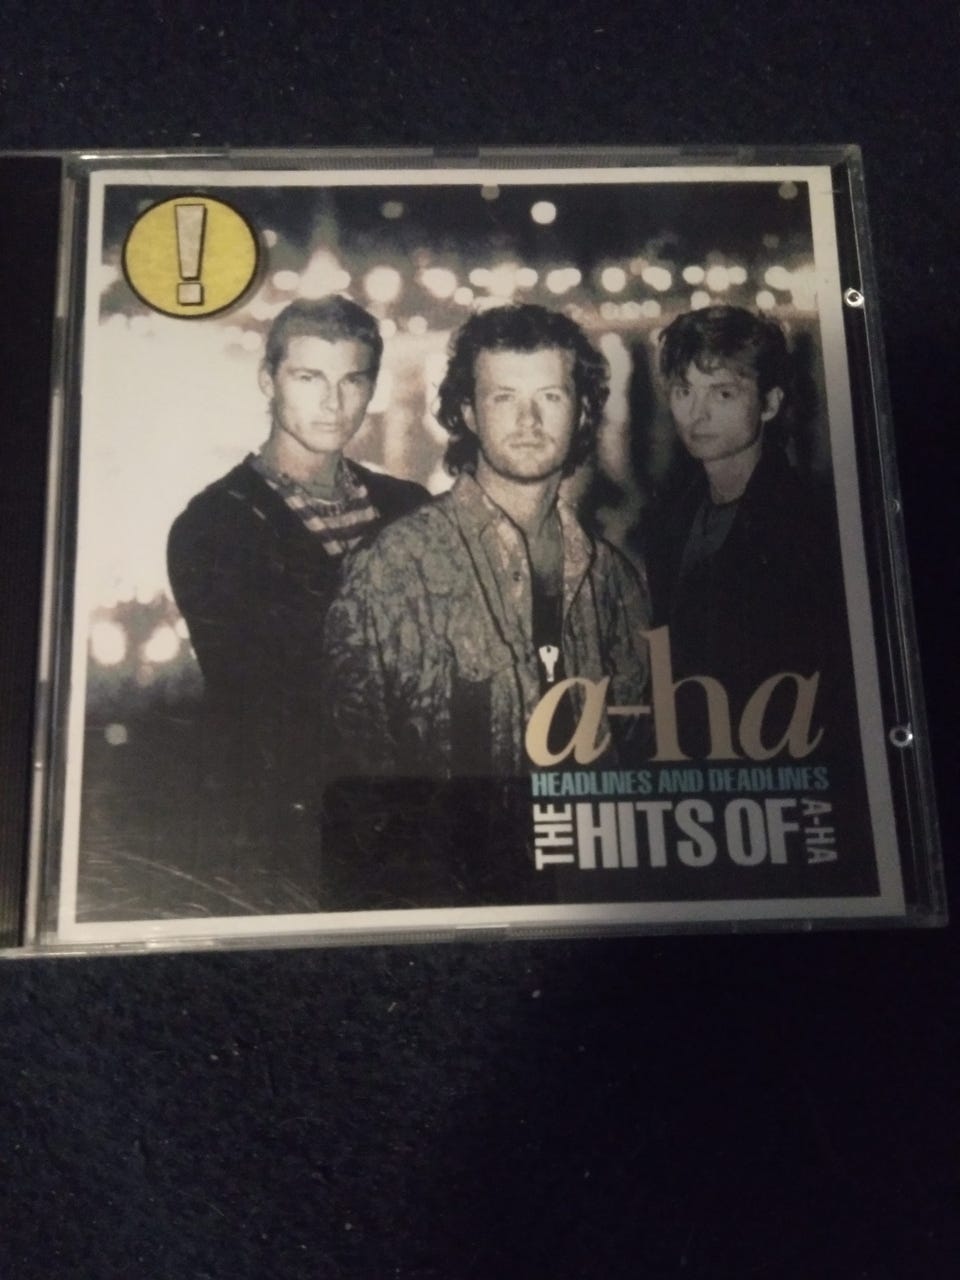 !
a-ha
HEADLINES AND DEADLINES
THE HITS OF A-HA